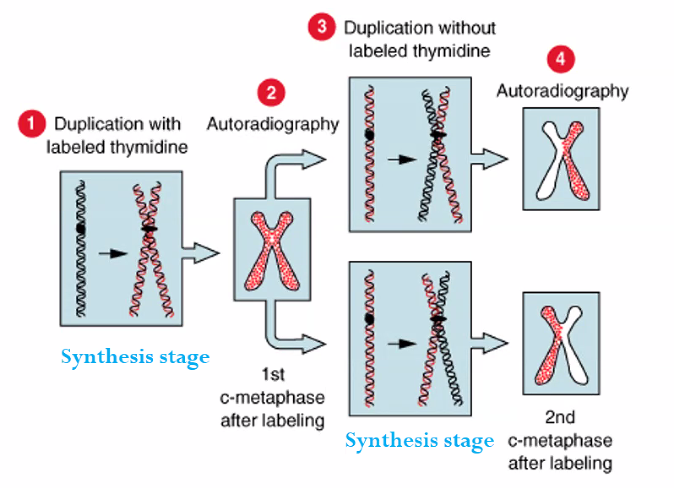 1
Duplication with
labeled thymidine
Synthesis stage
2
Autoradiography
1st
c-metaphase
after labeling
3
Duplication without
labeled thymidine
Synthesis stage
4
Autoradiography
2nd
c-metaphase
after labeling